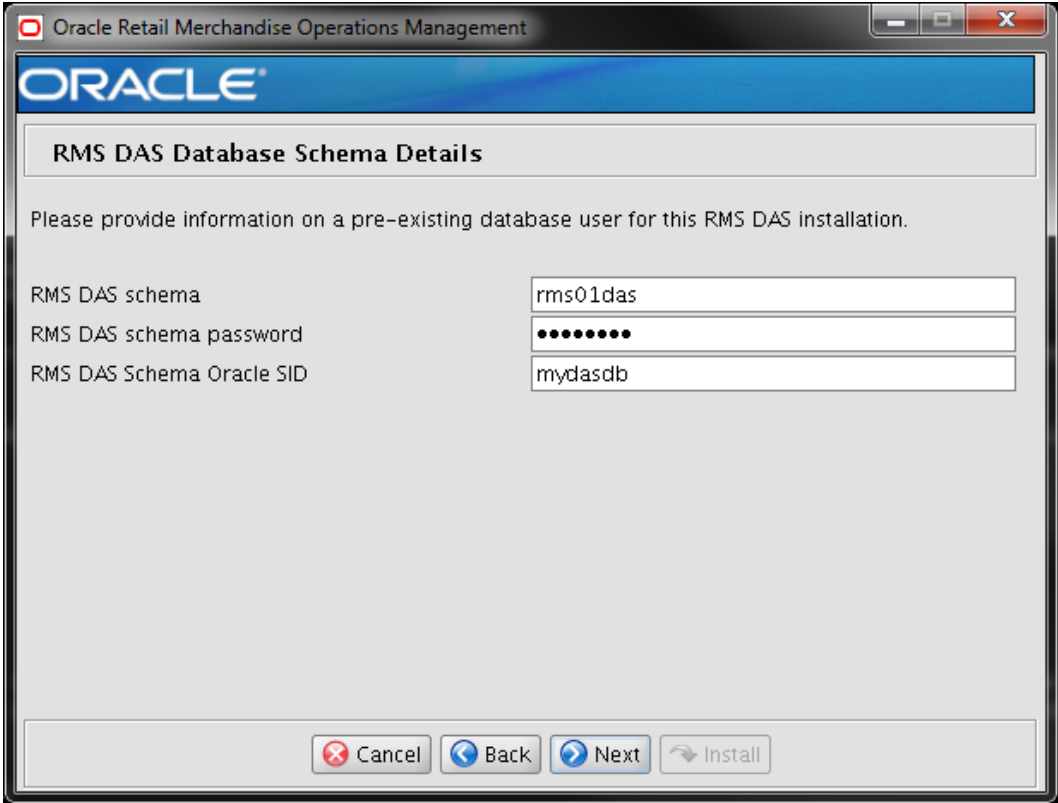 Oracle Retail Merchandise Operations Management
ORACLE®
RMS DAS Database Schema Details
Please provide information on a pre-existing database user for this RMS DAS installation.
RMS DAS schema rms01das
RMS DAS schema password ••••••••
RMS DAS Schema Oracle SID mydasdb
Cancel Back Next Install